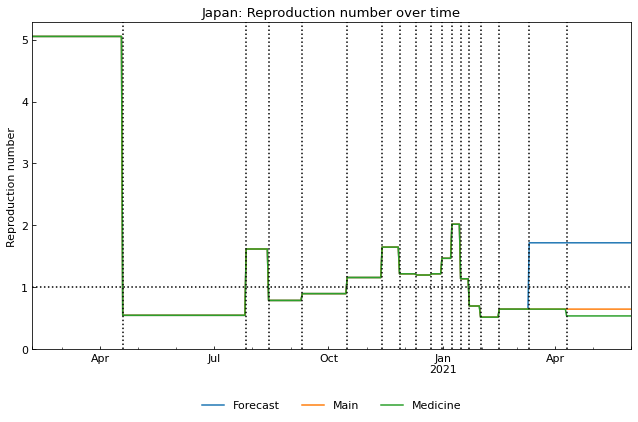 Japan: Reproduction number over time
Reproduction number
5
4
3
2
1
0
Apr
Jul
Oct
Jan
2021
Apr
Forecast
Main
Medicine